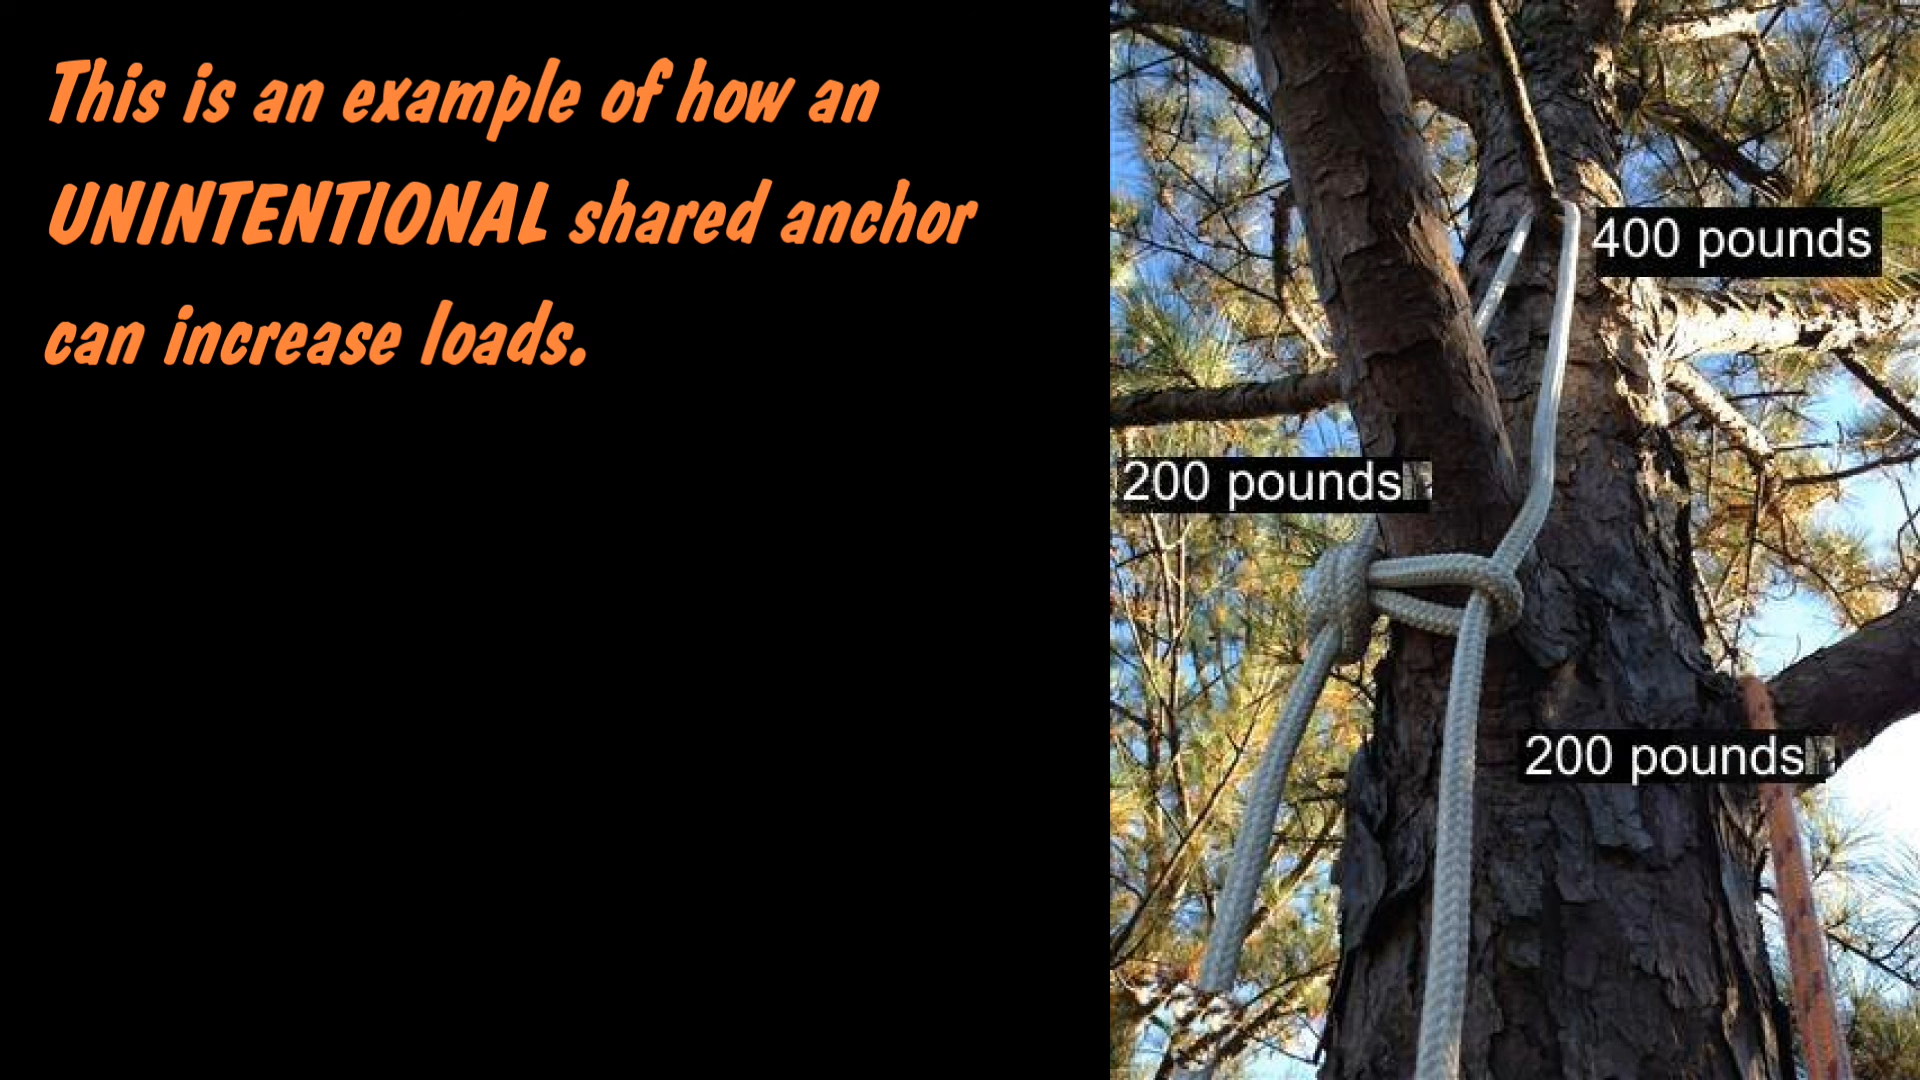 This is an example of how an
UNINTENTIONAL shared anchor
can increase loads.
400 pounds
200 pounds
200 pounds